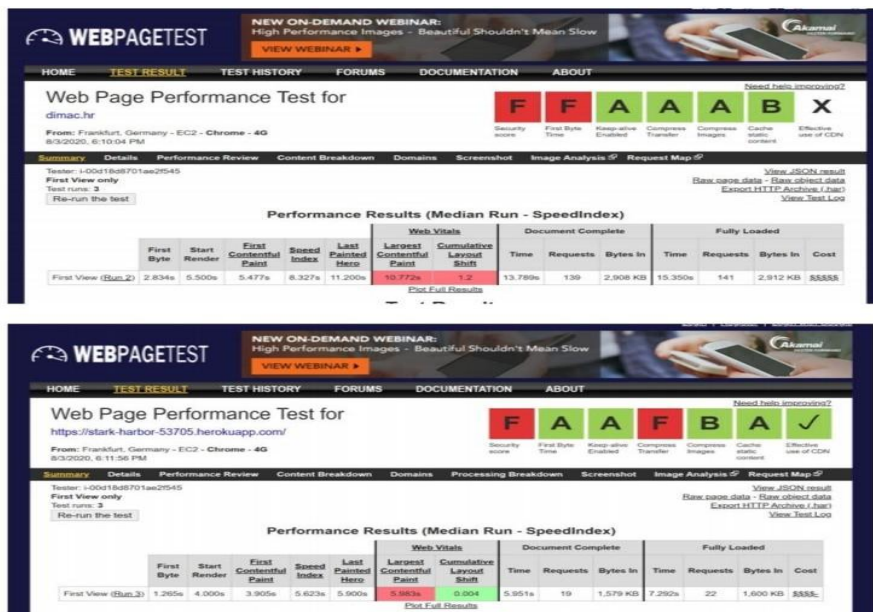 NEW ON-DEMAND WEBINAR:
High Performance Images - Beautiful Shouldn't Mean Slow
VIEW WEBINAR ▸
Akamai
WEBPAGETEST
HOME TEST RESULT TEST HISTORY FORUMS DOCUMENTATION ABOUT
Need help improving?
Web Page Performance Test for
dimac.hr
From: Frankfurt, Germany - EC2 - Chrome - 4G
8/3/2020, 6:10:04 PM
F F A A A B X
Security score First Byte Time Keep-alive Enabled Compress Transfer Compress Images Cache static content Effective use of CDN
Summary Details Performance Review Content Breakdown Domains Screenshot Image Analysis Request Map
Tester: i-00d18d8701ae2f545
First View only
Test runs: 3
Re-run the test
View JSON result
Raw page data - Raw object data
Export HTTP Archive (.har)
View Test Log
Performance Results (Median Run - SpeedIndex)
Web Vitals Document Complete Fully Loaded
First Byte Start Render First Contentful Paint Speed Index Last Painted Hero Largest Contentful Paint Cumulative Layout Shift Time Requests Bytes In Time Requests Bytes In Cost
First View (Run 2) 2.834s 5.500s 5.477s 8.327s 11.200s 10.772s 1.2 13.789s 139 2,908 KB 15.350s 141 2,912 KB $$$$$
Plot Full Results
NEW ON-DEMAND WEBINAR:
High Performance Images - Beautiful Shouldn't Mean Slow
VIEW WEBINAR ▸
Akamai
WEBPAGETEST
HOME TEST RESULT TEST HISTORY FORUMS DOCUMENTATION ABOUT
Need help improving?
Web Page Performance Test for
https://stark-harbor-53705.herokuapp.com/
From: Frankfurt, Germany - EC2 - Chrome - 4G
8/3/2020, 6:11:56 PM
F A A F B A ✓
Security score First Byte Time Keep-alive Enabled Compress Transfer Compress Images Cache static content Effective use of CDN
Summary Details Performance Review Content Breakdown Domains Processing Breakdown Screenshot Image Analysis Request Map
Tester: i-00d18d8701ae2f545
First View only
Test runs: 3
Re-run the test
View JSON result
Raw page data - Raw object data
Export HTTP Archive (.har)
View Test Log
Performance Results (Median Run - SpeedIndex)
Web Vitals Document Complete Fully Loaded
First Byte Start Render First Contentful Paint Speed Index Last Painted Hero Largest Contentful Paint Cumulative Layout Shift Time Requests Bytes In Time Requests Bytes In Cost
First View (Run 3) 1.265s 4.000s 3.905s 5.623s 5.900s 5.983s 0.004 5.951s 19 1,579 KB 7.292s 22 1,600 KB $$$$-
Plot Full Results